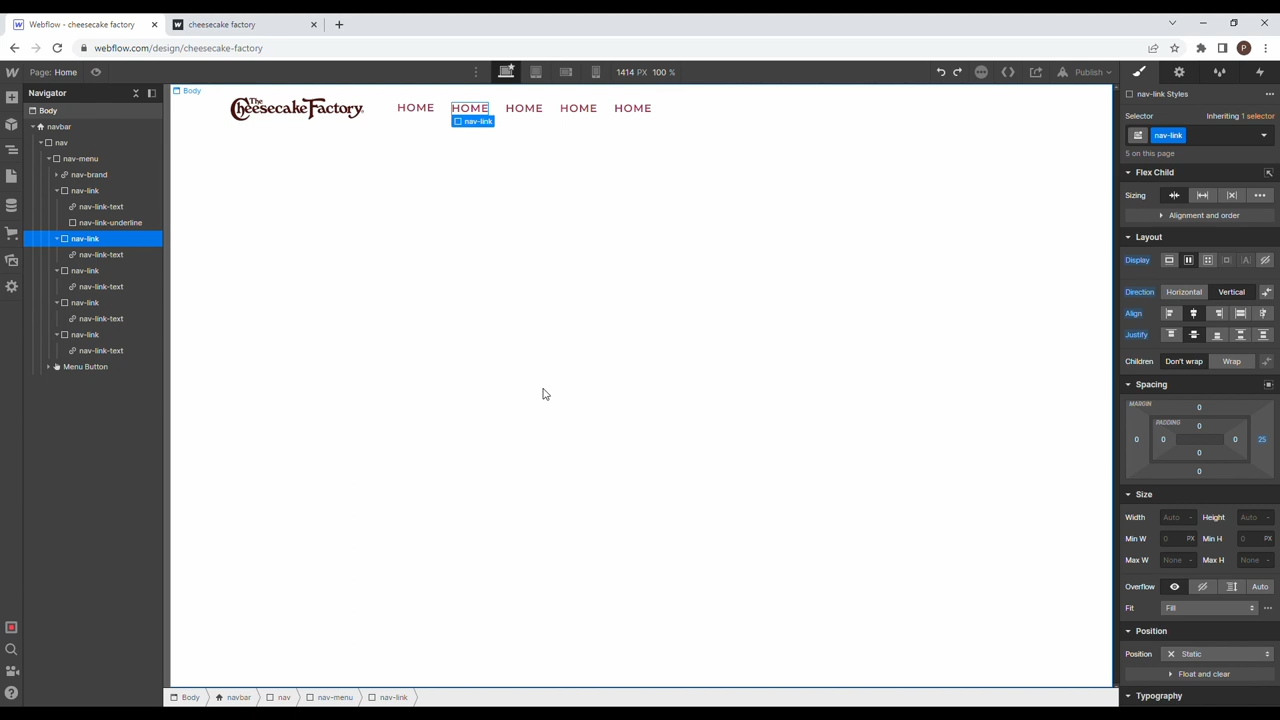 Webflow - cheesecake factory
cheesecake factory
webflow.com/design/cheesecake-factory
P
Page: Home
1414 PX 100 %
Publish
Navigator
Body
navbar
nav
nav-menu
nav-brand
nav-link
nav-link-text
nav-link-underline
nav-link
nav-link-text
nav-link
nav-link-text
nav-link
nav-link-text
nav-link
nav-link-text
Menu Button
Body
The Cheesecake Factory
HOME HOME HOME HOME HOME
nav-link
Body navbar nav nav-menu nav-link
nav-link Styles
Selector Inheriting 1 selector
nav-link
5 on this page
Flex Child
Sizing
Alignment and order
Layout
Display
Direction Horizontal Vertical
Align
Justify
Children Don't wrap Wrap
Spacing
MARGIN 0
PADDING 0
0 0 0 25
0
0
Size
Width Auto - Height Auto -
Min W 0 PX Min H 0 PX
Max W None - Max H None -
Overflow Auto
Fit Fill
Position
Position Static
Float and clear
Typography